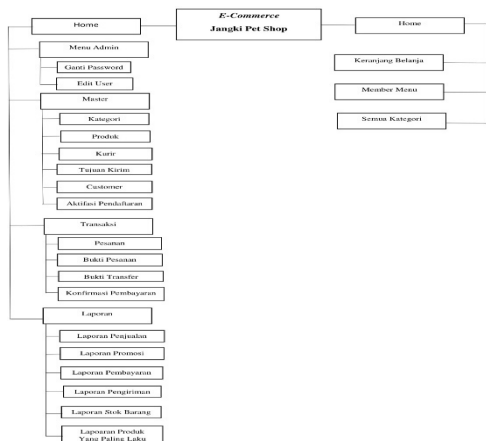 E-Commerce
Jangki Pet Shop
Home
Menu Admin
Ganti Password
Edit User
Master
Kategori
Produk
Kurir
Tujuan Kirim
Customer
Aktifasi Pendaftaran
Transaksi
Pesanan
Bukti Pesanan
Bukti Transfer
Konfirmasi Pembayaran
Laporan
Laporan Penjualan
Laporan Promosi
Laporan Pembayaran
Laporan Pengiriman
Laporan Stok Barang
Lapoaran Produk
Yang Paling Laku
Home
Keranjang Belanja
Member Menu
Semua Kategori